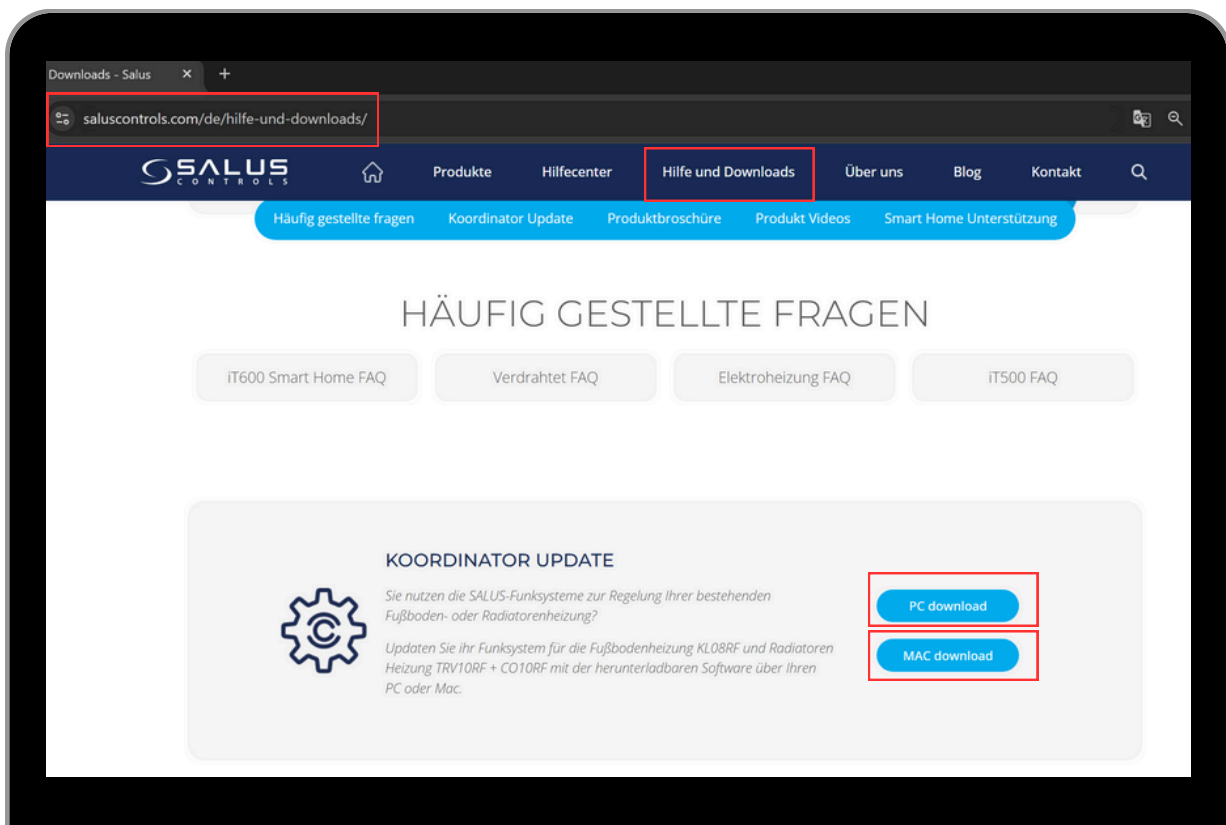 Downloads - Salus
saluscontrols.com/de/hilfe-und-downloads/
SALUS
CONTROLS
Produkte Hilfecenter Hilfe und Downloads Über uns Blog Kontakt
Häufig gestellte fragen Koordinator Update Produktbroschüre Produkt Videos Smart Home Unterstützung
HÄUFIG GESTELLTE FRAGEN
iT600 Smart Home FAQ Verdrahtet FAQ Elektroheizung FAQ iT500 FAQ
KOORDINATOR UPDATE
Sie nutzen die SALUS-Funksysteme zur Regelung Ihrer bestehenden
Fußboden- oder Radiatorenheizung?
Updaten Sie ihr Funksystem für die Fußbodenheizung KL08RF und Radiatoren
Heizung TRV10RF + CO10RF mit der herunterladbaren Software über Ihren
PC oder Mac.
PC download
MAC download